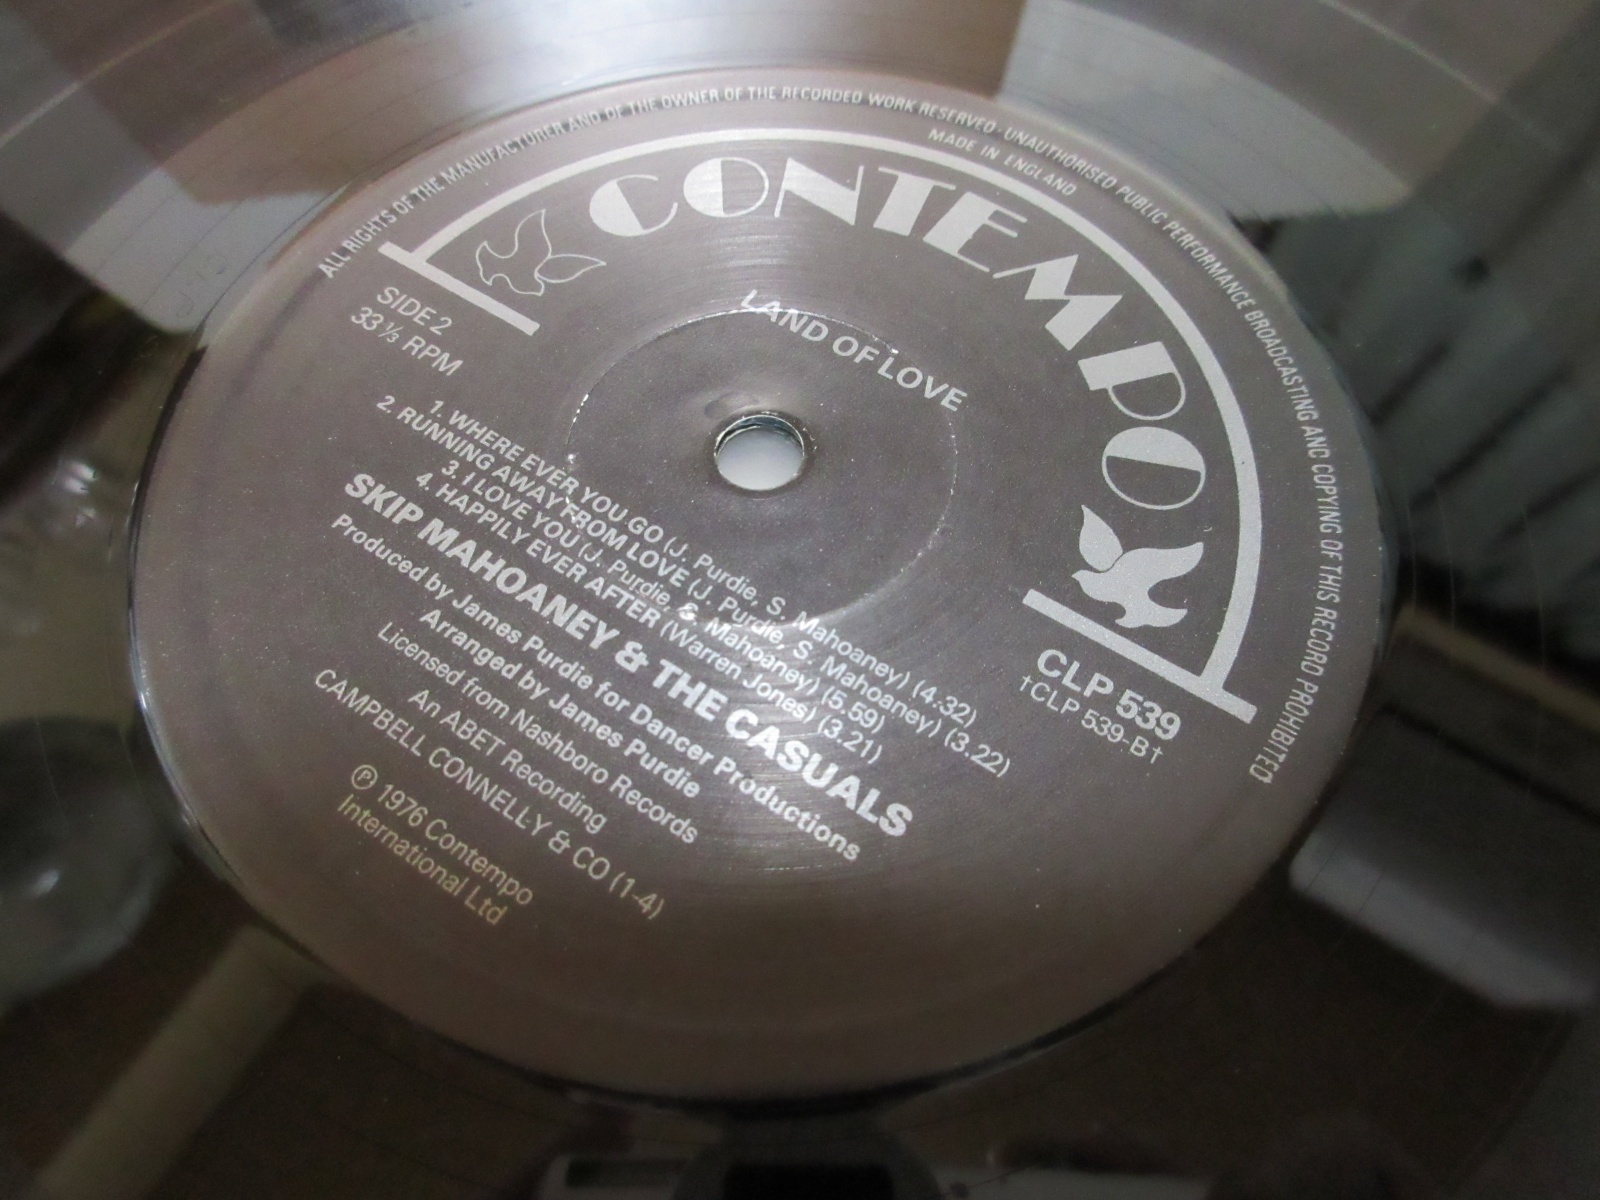 ALL RIGHTS OF THE MANUFACTURER AND OF THE OWNER OF THE RECORDED WORK RESERVED · UNAUTHORISED PUBLIC PERFORMANCE BROADCASTING AND COPYING OF THIS RECORD PROHIBITED
MADE IN ENGLAND
CONTEMPO
LAND OF LOVE
SIDE 2
33⅓ RPM
CLP 539
†CLP 539-B†
1. WHERE EVER YOU GO (J. Purdie, S. Mahoaney) (4:32)
2. RUNNING AWAY FROM LOVE (J. Purdie, S. Mahoaney) (3.22)
3. I LOVE YOU (J. Purdie, S. Mahoaney) (5.59)
4. HAPPILY EVER AFTER (Warren Jones) (3.21)
SKIP MAHOANEY & THE CASUALS
Produced by James Purdie for Dancer Productions
Arranged by James Purdie
Licensed from Nashboro Records
An ABET Recording
CAMPBELL CONNELLY & CO (1-4)
℗ 1976 Contempo
International Ltd